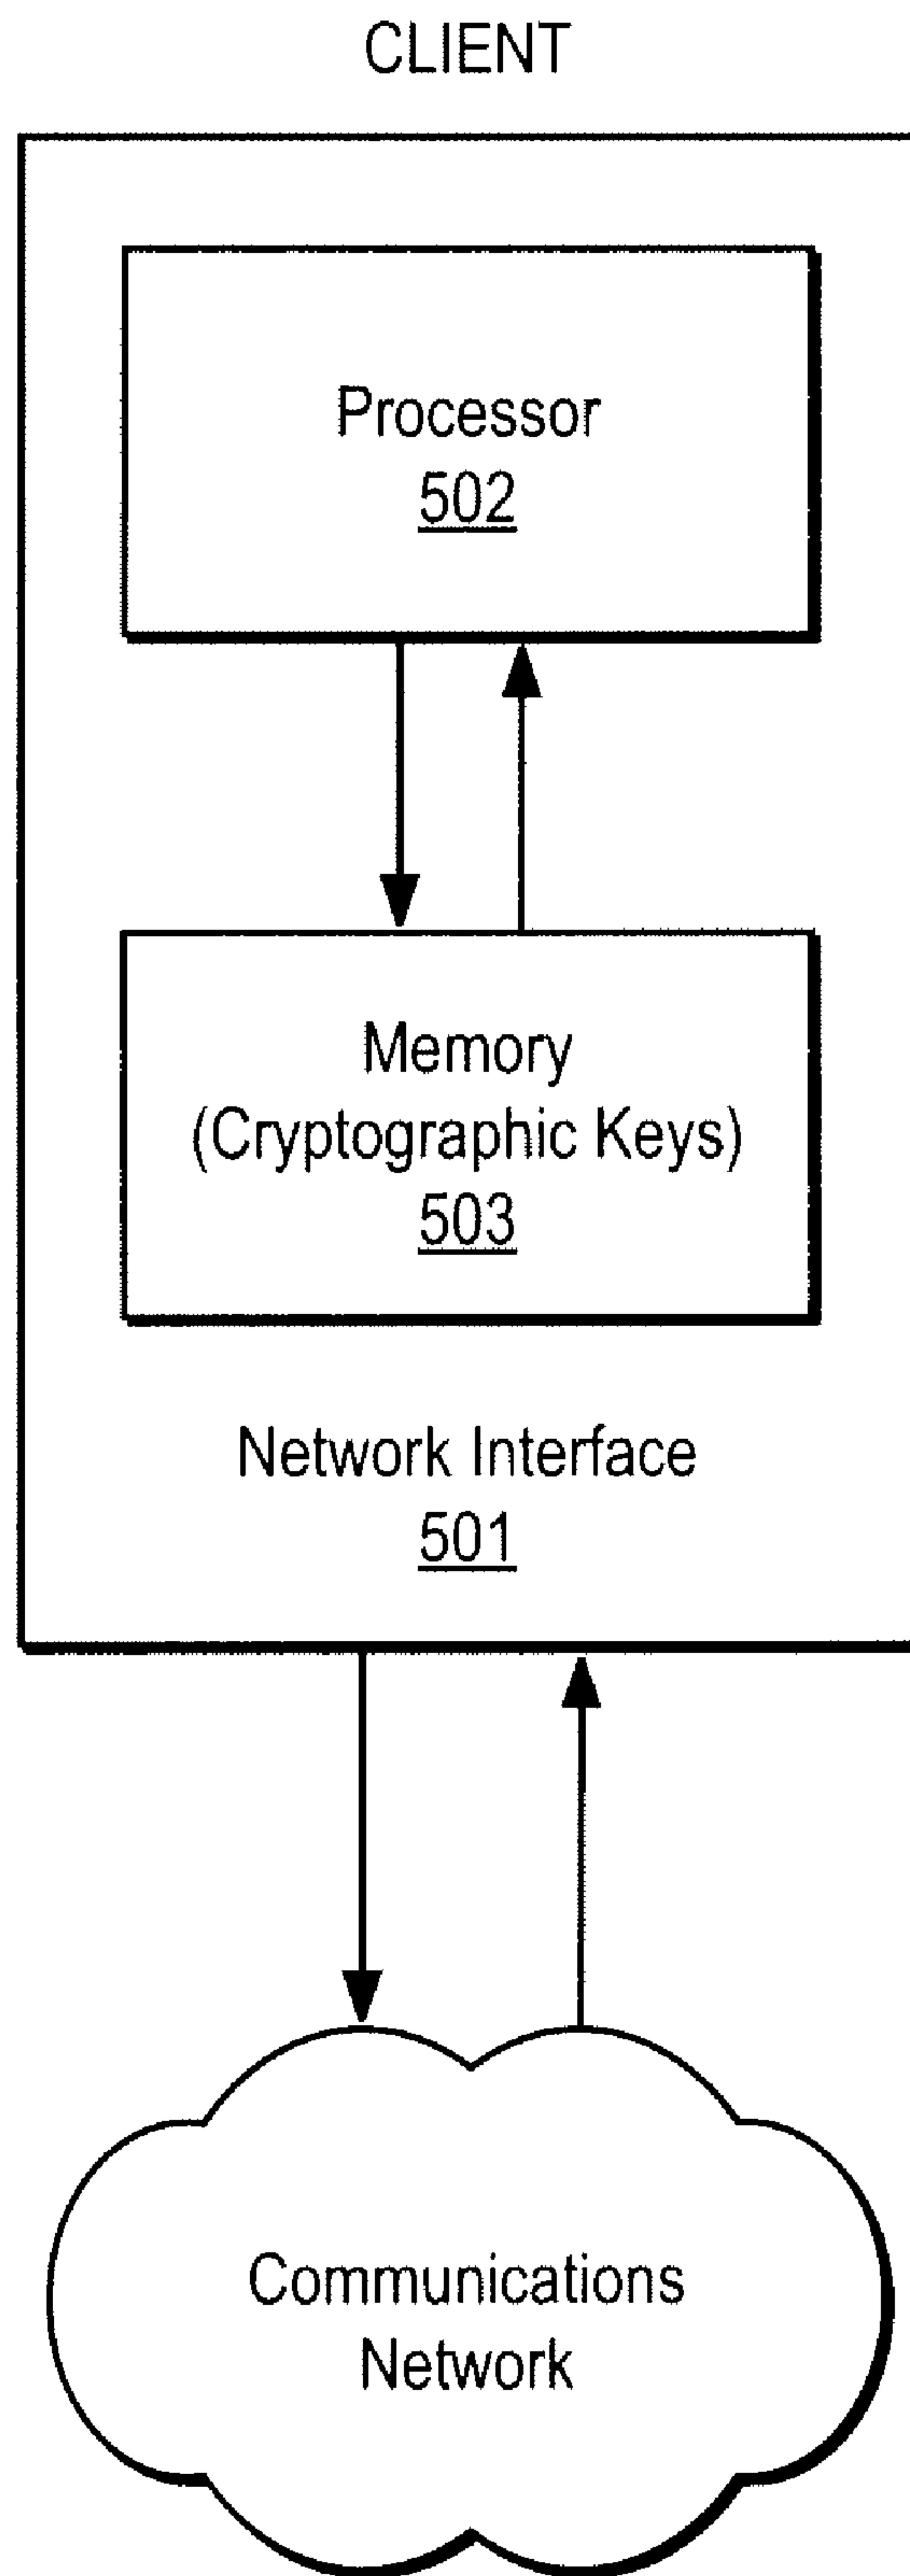 CLIENT
Processor
502
Memory
(Cryptographic Keys)
503
Network Interface
501
Communications
Network